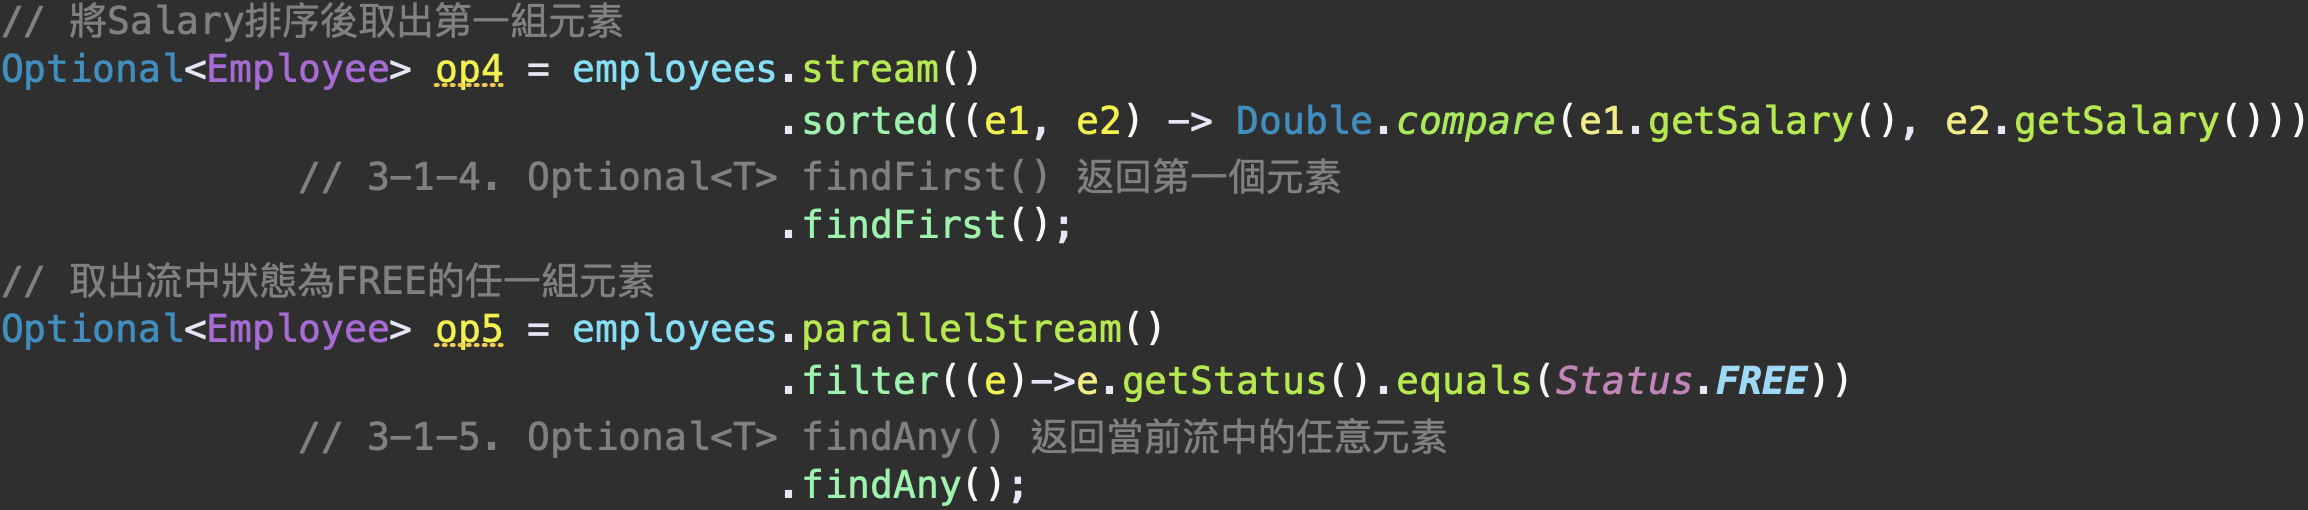 // 將Salary排序後取出第一組元素
Optional<Employee> op4 = employees.stream()
.sorted((e1, e2) -> Double.compare(e1.getSalary(), e2.getSalary()))
// 3-1-4. Optional<T> findFirst() 返回第一個元素
.findFirst();
// 取出流中狀態為FREE的任一組元素
Optional<Employee> op5 = employees.parallelStream()
.filter((e)->e.getStatus().equals(Status.FREE))
// 3-1-5. Optional<T> findAny() 返回當前流中的任意元素
.findAny();